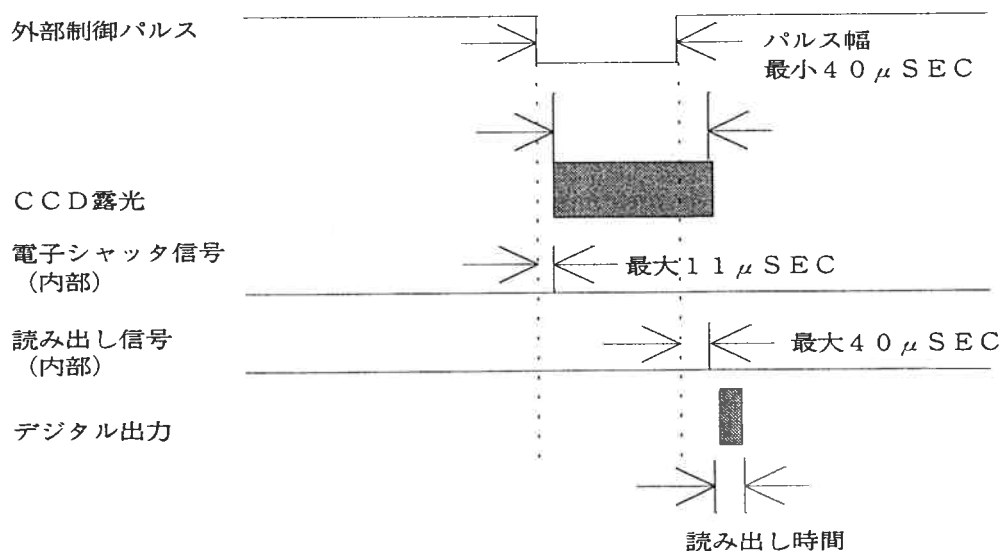 外部制御パルス
パルス幅
最小40μSEC
CCD露光
電子シャッタ信号
(内部)
最大11μSEC
読み出し信号
(内部)
最大40μSEC
デジタル出力
読み出し時間